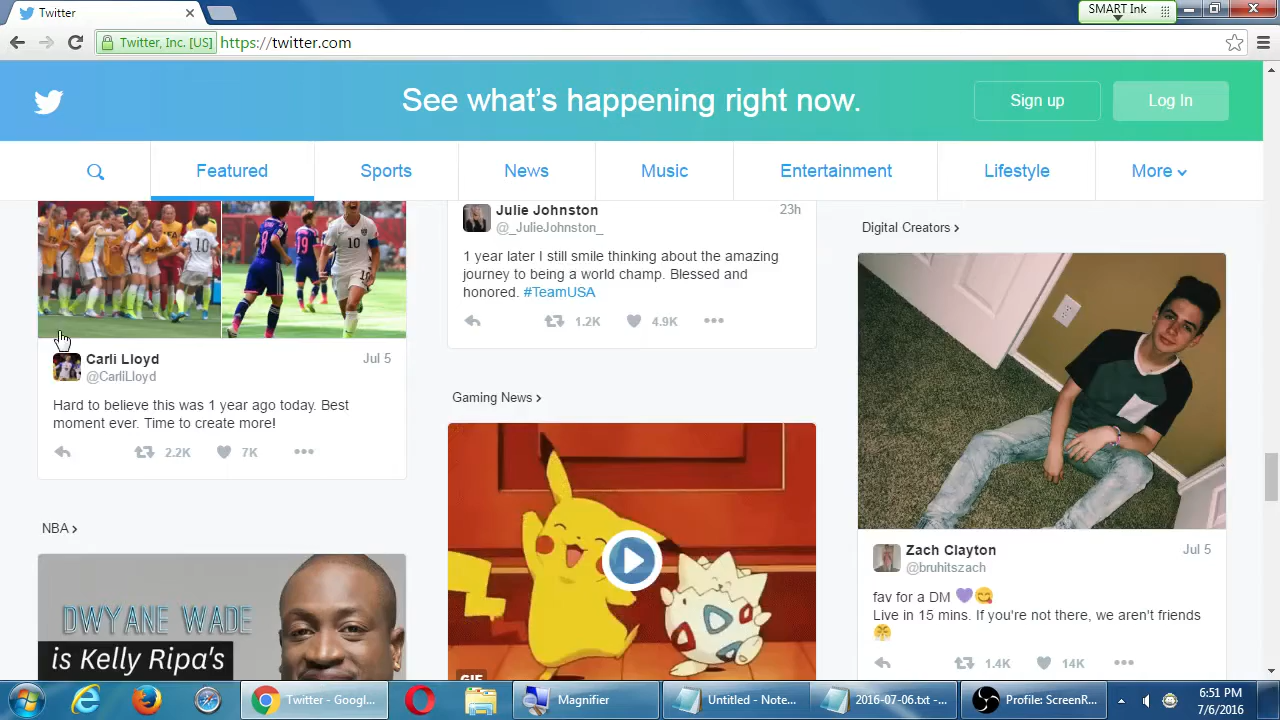 Twitter
SMART Ink
Twitter, Inc. [US]
https://twitter.com
See what's happening right now.
Sign up
Log In
Featured
Sports
News
Music
Entertainment
Lifestyle
More
10
8
19
10
Carli Lloyd
Jul 5
@CarliLloyd
Hard to believe this was 1 year ago today. Best
moment ever. Time to create more!
2.2K
7K
NBA
DWYANE WADE
is Kelly Ripa's
Julie Johnston
23h
@_JulieJohnston_
1 year later I still smile thinking about the amazing
journey to being a world champ. Blessed and
honored. #TeamUSA
1.2K
4.9K
Gaming News
GIF
Digital Creators
Zach Clayton
Jul 5
@bruhitszach
fav for a DM 💜😋
Live in 15 mins. If you're not there, we aren't friends
😤
1.4K
14K
Twitter - Googl...
Magnifier
Untitled - Note...
2016-07-06.txt -...
Profile: ScreenR...
6:51 PM
7/6/2016